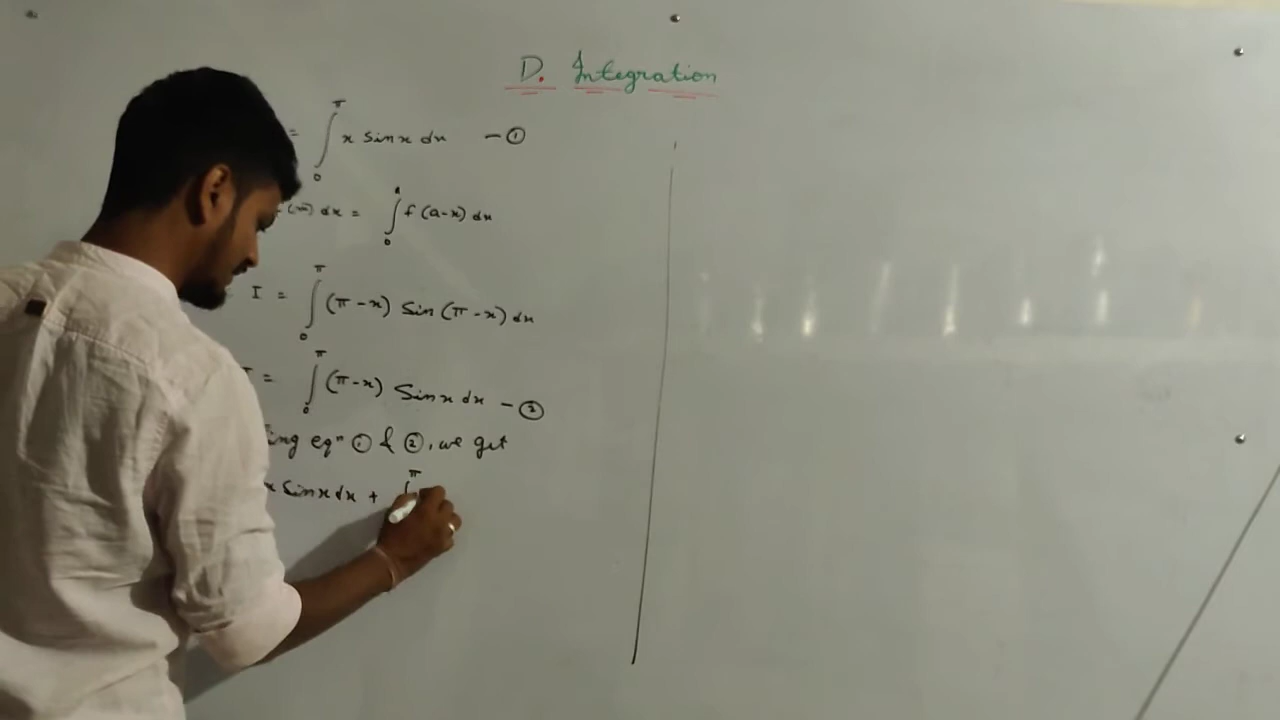 D. Integration
= ∫₀^π x Sin x dx – ①
(x) dx = ∫₀^a f (a-x) dx
I = ∫₀^π (π-x) Sin (π-x) dx
= ∫₀^π (π-x) Sin x dx – ②
ing eqⁿ ① & ②, we get
x Sin x dx + ∫^π